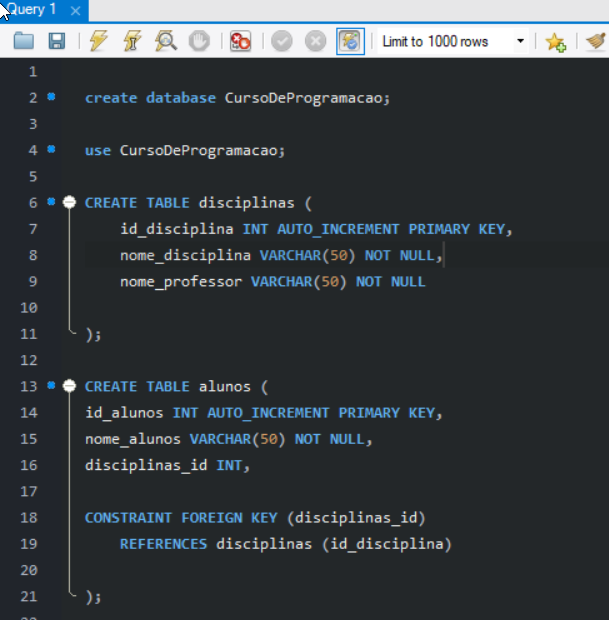 Query 1
Limit to 1000 rows
1
2 create database CursoDeProgramacao;
3
4 use CursoDeProgramacao;
5
6 CREATE TABLE disciplinas (
7 id_disciplina INT AUTO_INCREMENT PRIMARY KEY,
8 nome_disciplina VARCHAR(50) NOT NULL,
9 nome_professor VARCHAR(50) NOT NULL
10
11 );
12
13 CREATE TABLE alunos (
14 id_alunos INT AUTO_INCREMENT PRIMARY KEY,
15 nome_alunos VARCHAR(50) NOT NULL,
16 disciplinas_id INT,
17
18 CONSTRAINT FOREIGN KEY (disciplinas_id)
19 REFERENCES disciplinas (id_disciplina)
20
21 );